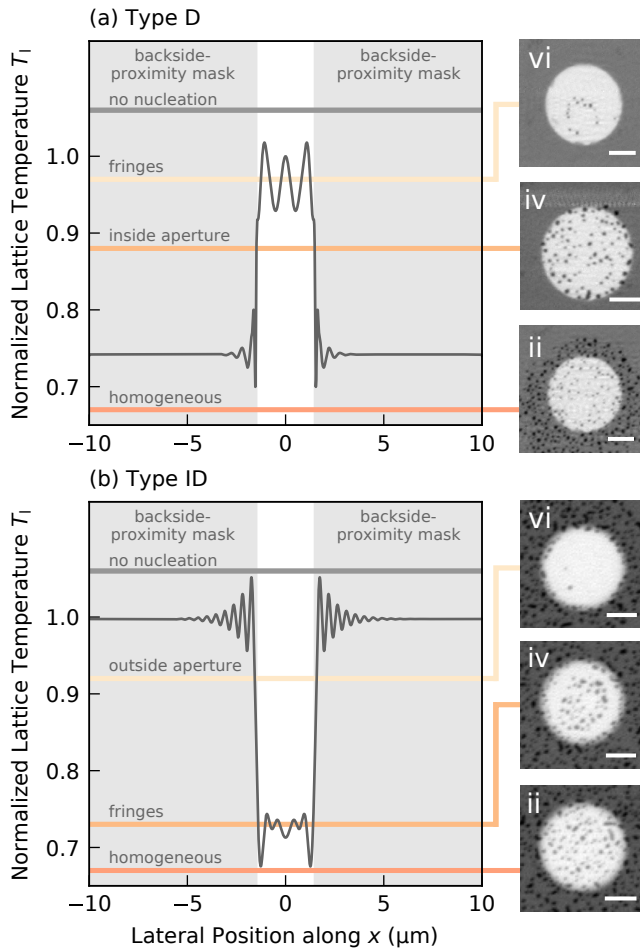 (a) Type D
backside-
proximity mask
backside-
proximity mask
no nucleation
fringes
inside aperture
homogeneous
1.0
0.9
0.8
0.7
Normalized Lattice Temperature Tl
−10
−5
0
5
10
vi
iv
ii
(b) Type ID
backside-
proximity mask
backside-
proximity mask
no nucleation
outside aperture
fringes
homogeneous
1.0
0.9
0.8
0.7
Normalized Lattice Temperature Tl
−10
−5
0
5
10
Lateral Position along x (μm)
vi
iv
ii